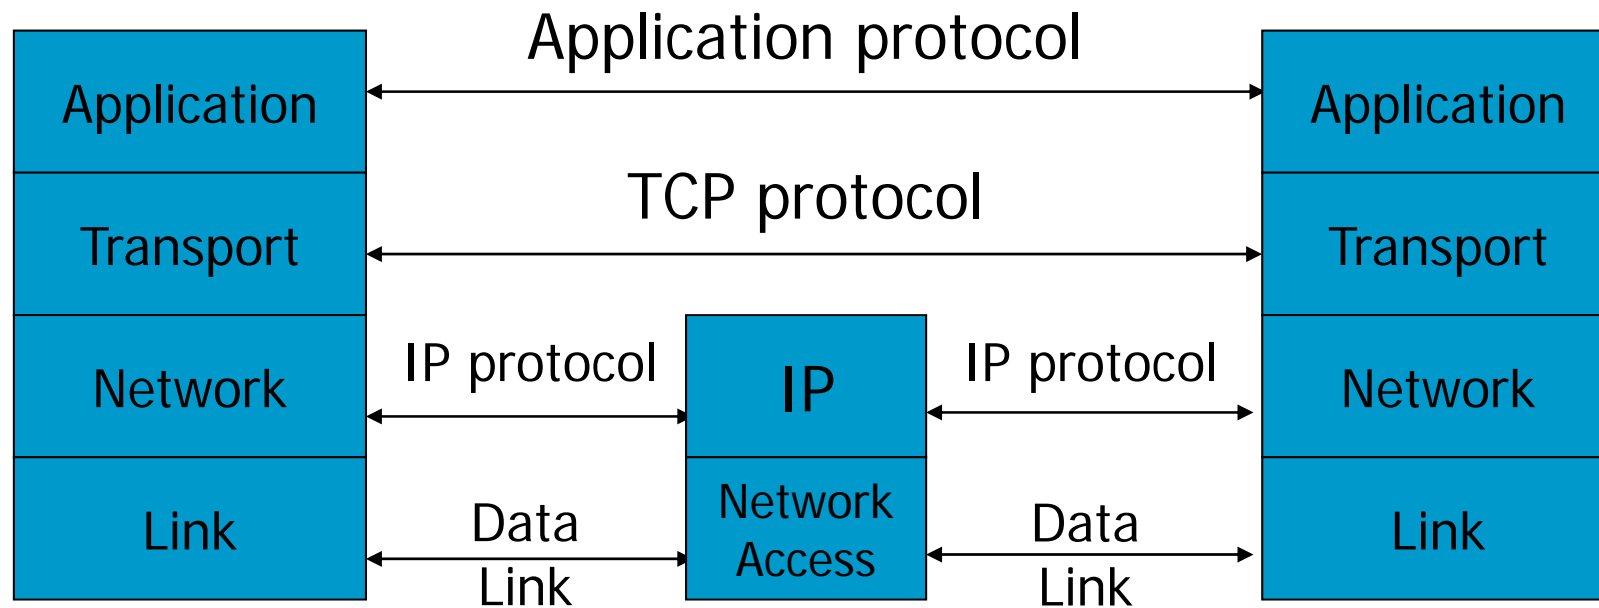 Application protocol
Application
Application
TCP protocol
Transport
Transport
IP protocol
IP protocol
Network
IP
Network
Link
Data
Link
Network
Access
Data
Link
Link